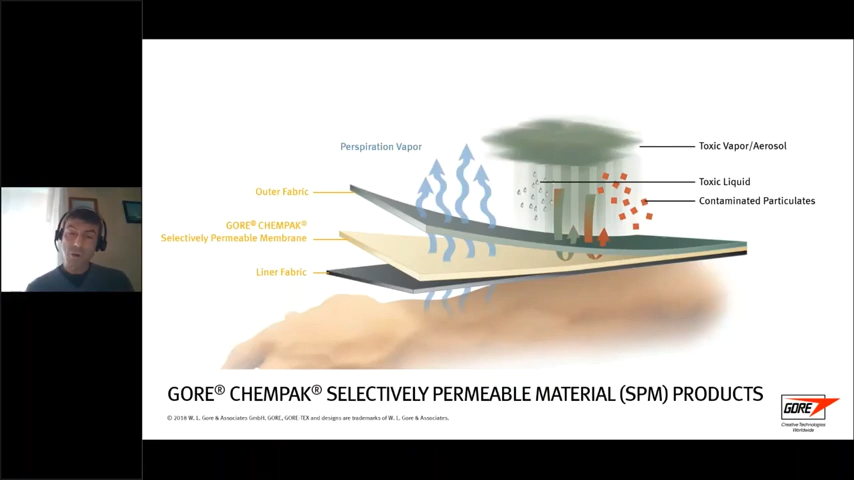 Perspiration Vapor
Toxic Vapor/Aerosol
Toxic Liquid
Outer Fabric
Contaminated Particulates
GORE® CHEMPAK®
Selectively Permeable Membrane
Liner Fabric
GORE® CHEMPAK® SELECTIVELY PERMEABLE MATERIAL (SPM) PRODUCTS
GORE
Creative Technologies
Worldwide
© 2018 W. L. Gore & Associates GmbH, GORE, GORE-TEX and designs are trademarks of W. L. Gore & Associates.